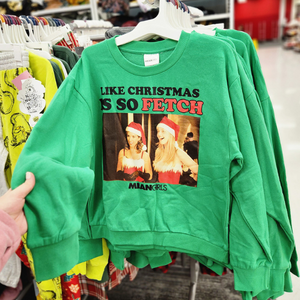 LIKE CHRISTMAS
IS SO FETCH
MEAN GIRLS